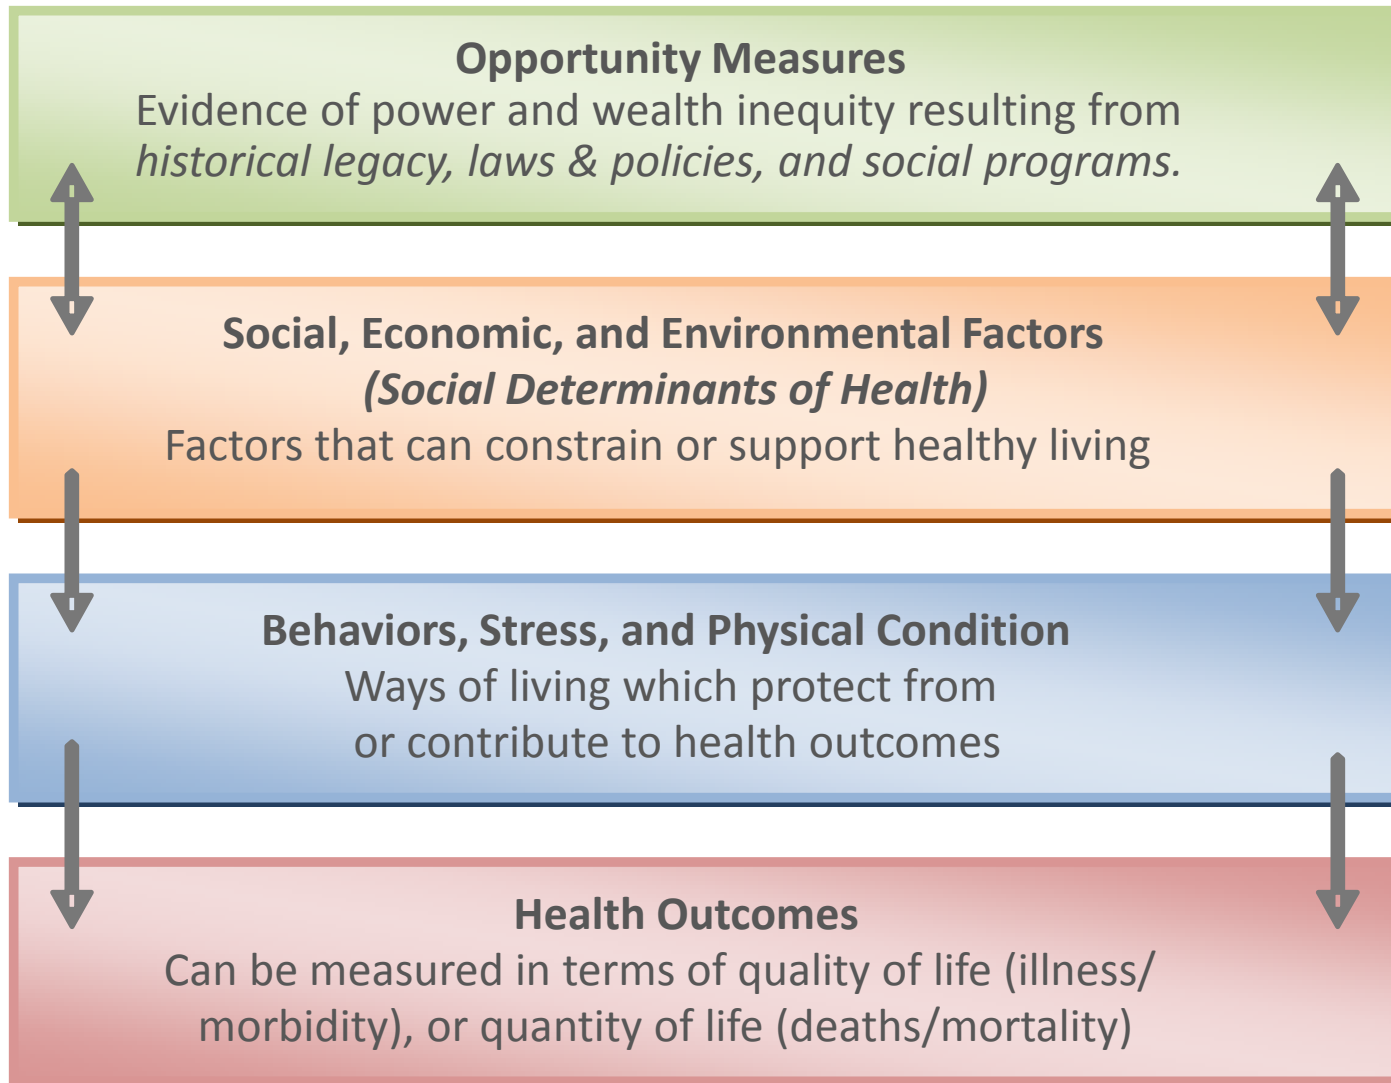 Opportunity Measures
Evidence of power and wealth inequity resulting from
historical legacy, laws & policies, and social programs.
Social, Economic, and Environmental Factors
(Social Determinants of Health)
Factors that can constrain or support healthy living
Behaviors, Stress, and Physical Condition
Ways of living which protect from
or contribute to health outcomes
Health Outcomes
Can be measured in terms of quality of life (illness/
morbidity), or quantity of life (deaths/mortality)